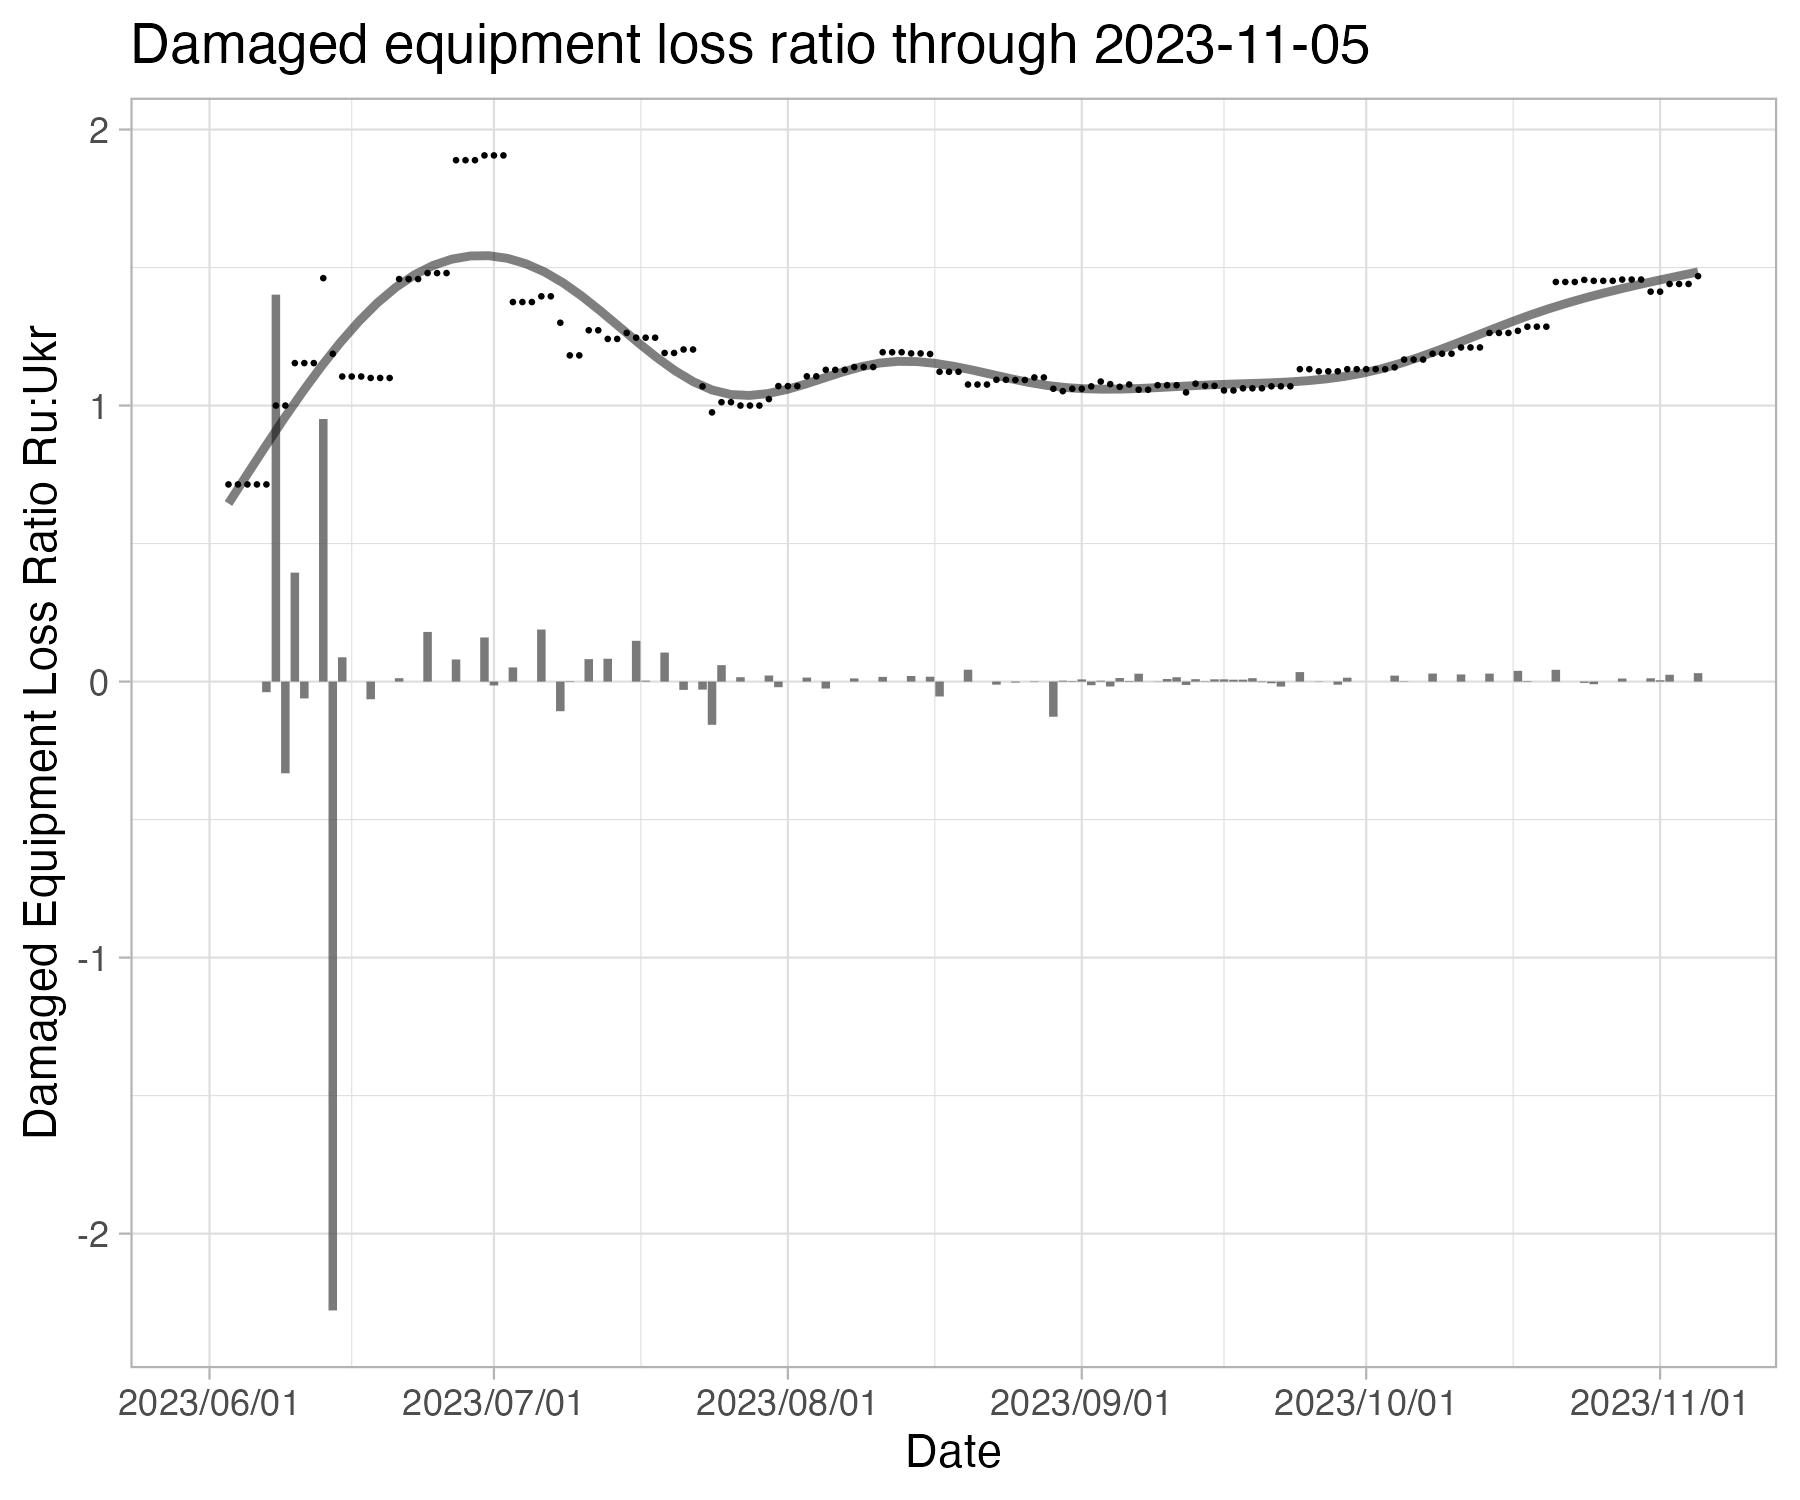 Damaged equipment loss ratio through 2023-11-05
Damaged Equipment Loss Ratio Ru:Ukr
2
1
0
-1
-2
2023/06/01 2023/07/01 2023/08/01 2023/09/01 2023/10/01 2023/11/01
Date